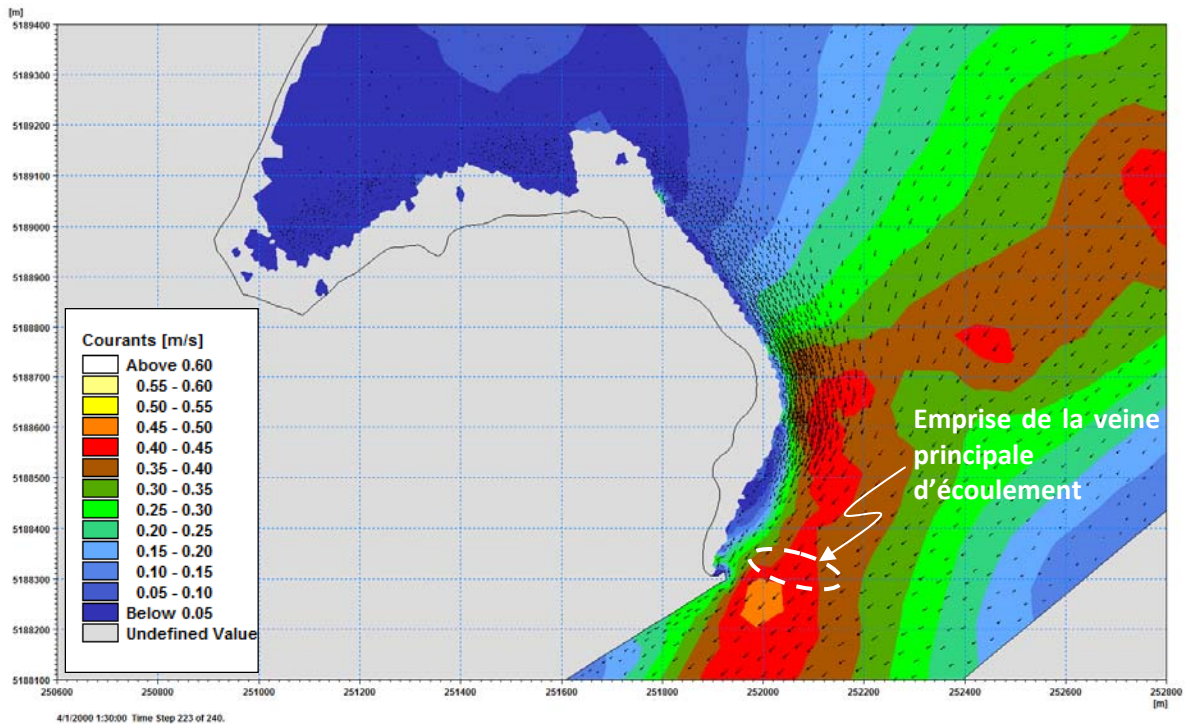 [m]
5189400
5189300
5189200
5189100
5189000
5188900
5188800
5188700
5188600
5188500
5188400
5188300
5188200
5188100
Courants [m/s]
Above 0.60
0.55 - 0.60
0.50 - 0.55
0.45 - 0.50
0.40 - 0.45
0.35 - 0.40
0.30 - 0.35
0.25 - 0.30
0.20 - 0.25
0.15 - 0.20
0.10 - 0.15
0.05 - 0.10
Below 0.05
Undefined Value
Emprise de la veine
principale
d’écoulement
250600 250800 251000 251200 251400 251600 251800 252000 252200 252400 252600 252800
[m]
4/1/2000 1:30:00 Time Step 223 of 240.